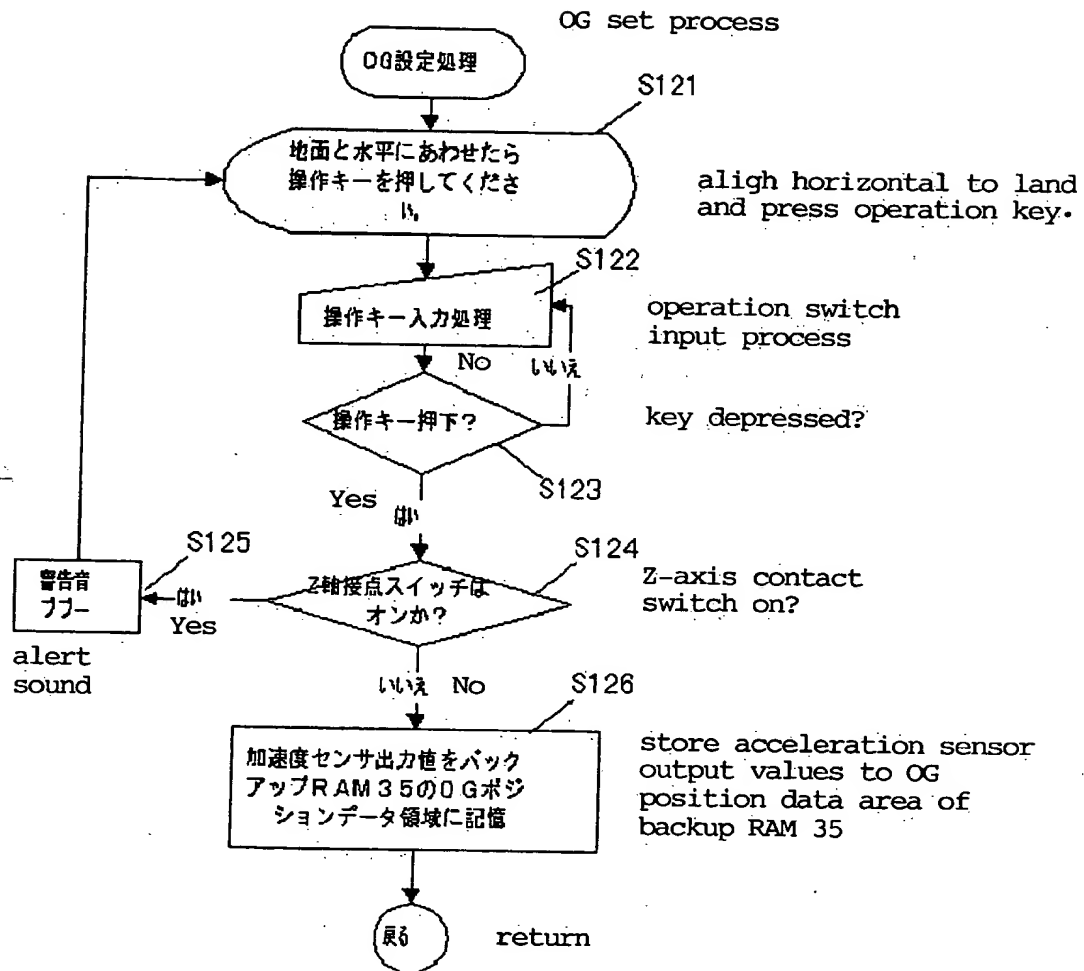 OG set process
OG設定処理
S121
地面と水平にあわせたら
操作キーを押してくださ
い。
aligh horizontal to land
and press operation key.
S122
操作キー入力処理
operation switch
input process
No
いいえ
操作キー押下?
key depressed?
S123
Yes
はい
S125
S124
警告音
ブブー
はい
Yes
Z軸接点スイッチは
オンか?
Z-axis contact
switch on?
alert
sound
いいえ
No
S126
加速度センサ出力値をバック
アップRAM35の0Gポジ
ションデータ領域に記憶
store acceleration sensor
output values to OG
position data area of
backup RAM 35
戻る
return